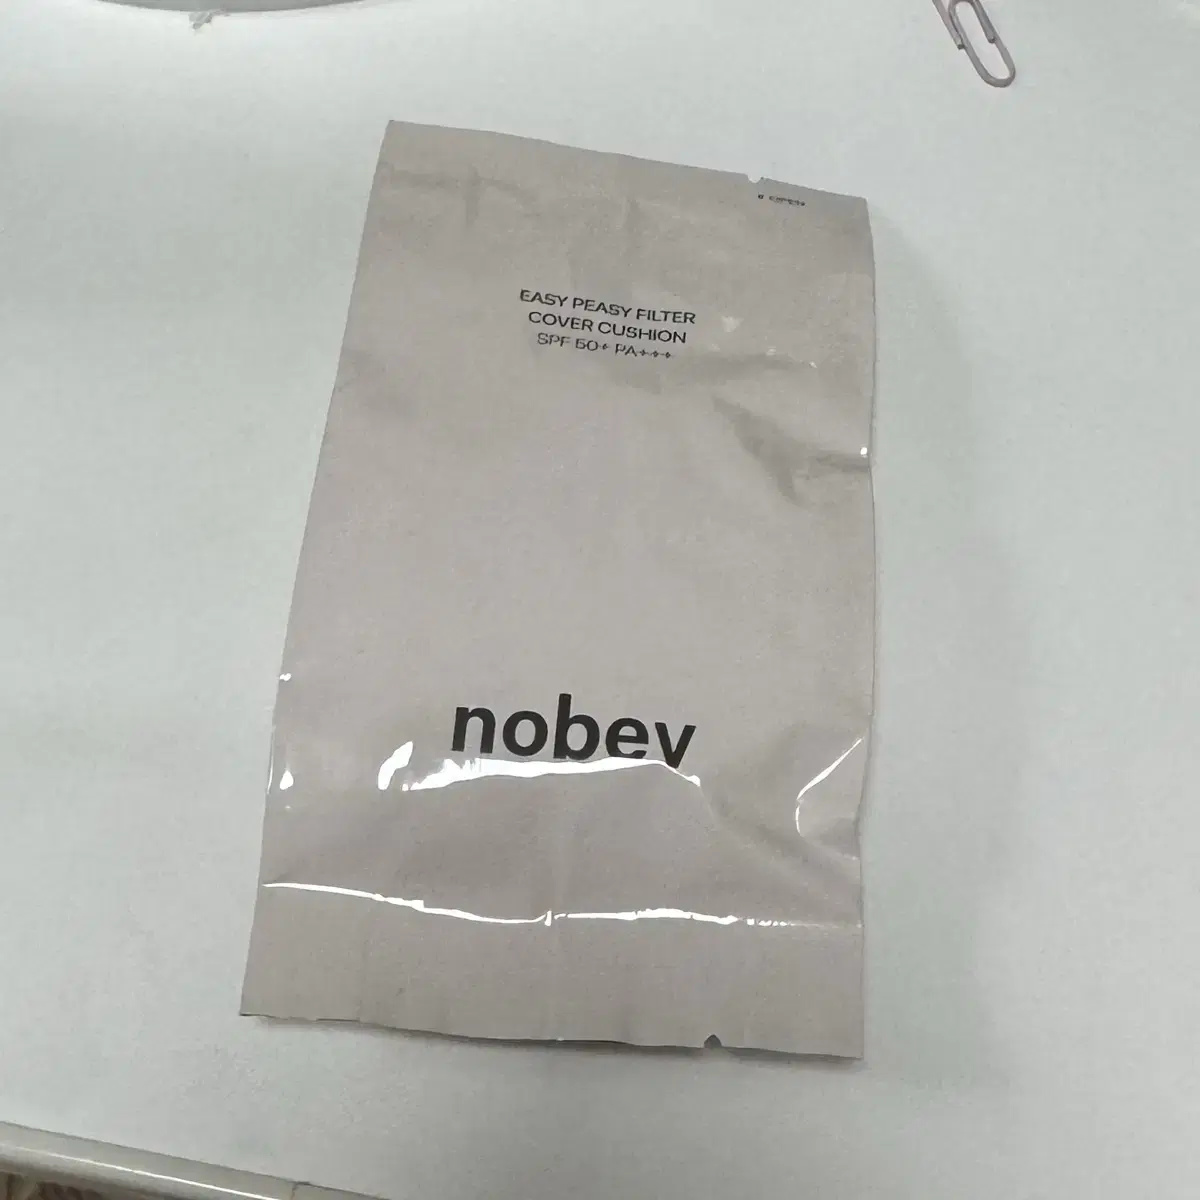 EASY PEASY FILTER
COVER CUSHION
SPF 50+ PA+++
nobev